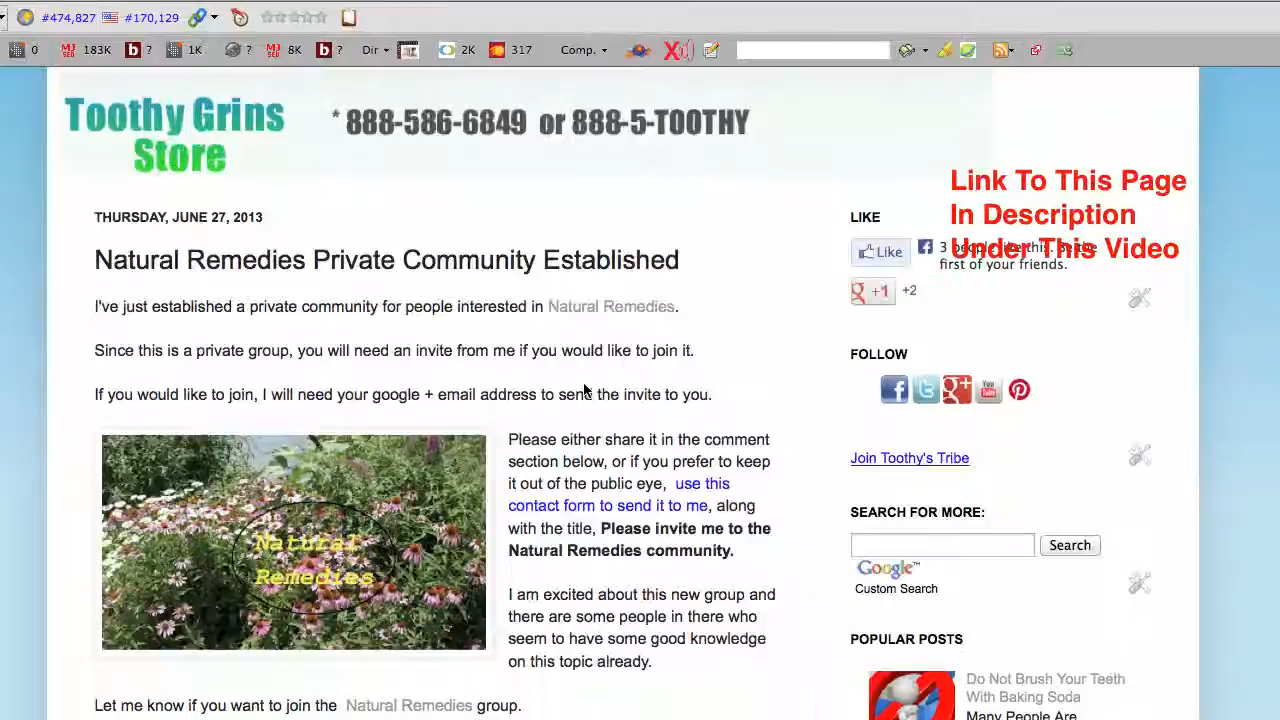 #474,827 #170,129
0 183K ? 1K ? 8K ? Dir 2K 317 Comp.
Toothy Grins
Store
* 888-586-6849 or 888-5-TOOTHY
Link To This Page
In Description
Under This Video
THURSDAY, JUNE 27, 2013
Natural Remedies Private Community Established
I've just established a private community for people interested in Natural Remedies.
Since this is a private group, you will need an invite from me if you would like to join it.
If you would like to join, I will need your google + email address to send the invite to you.
Natural
Remedies
Please either share it in the comment
section below, or if you prefer to keep
it out of the public eye, use this
contact form to send it to me, along
with the title, Please invite me to the
Natural Remedies community.
I am excited about this new group and
there are some people in there who
seem to have some good knowledge
on this topic already.
Let me know if you want to join the Natural Remedies group.
LIKE
Like
3 people like this. Be the
first of your friends.
+1 +2
FOLLOW
Join Toothy's Tribe
SEARCH FOR MORE:
Search
Google™
Custom Search
POPULAR POSTS
Do Not Brush Your Teeth
With Baking Soda
Many People Are